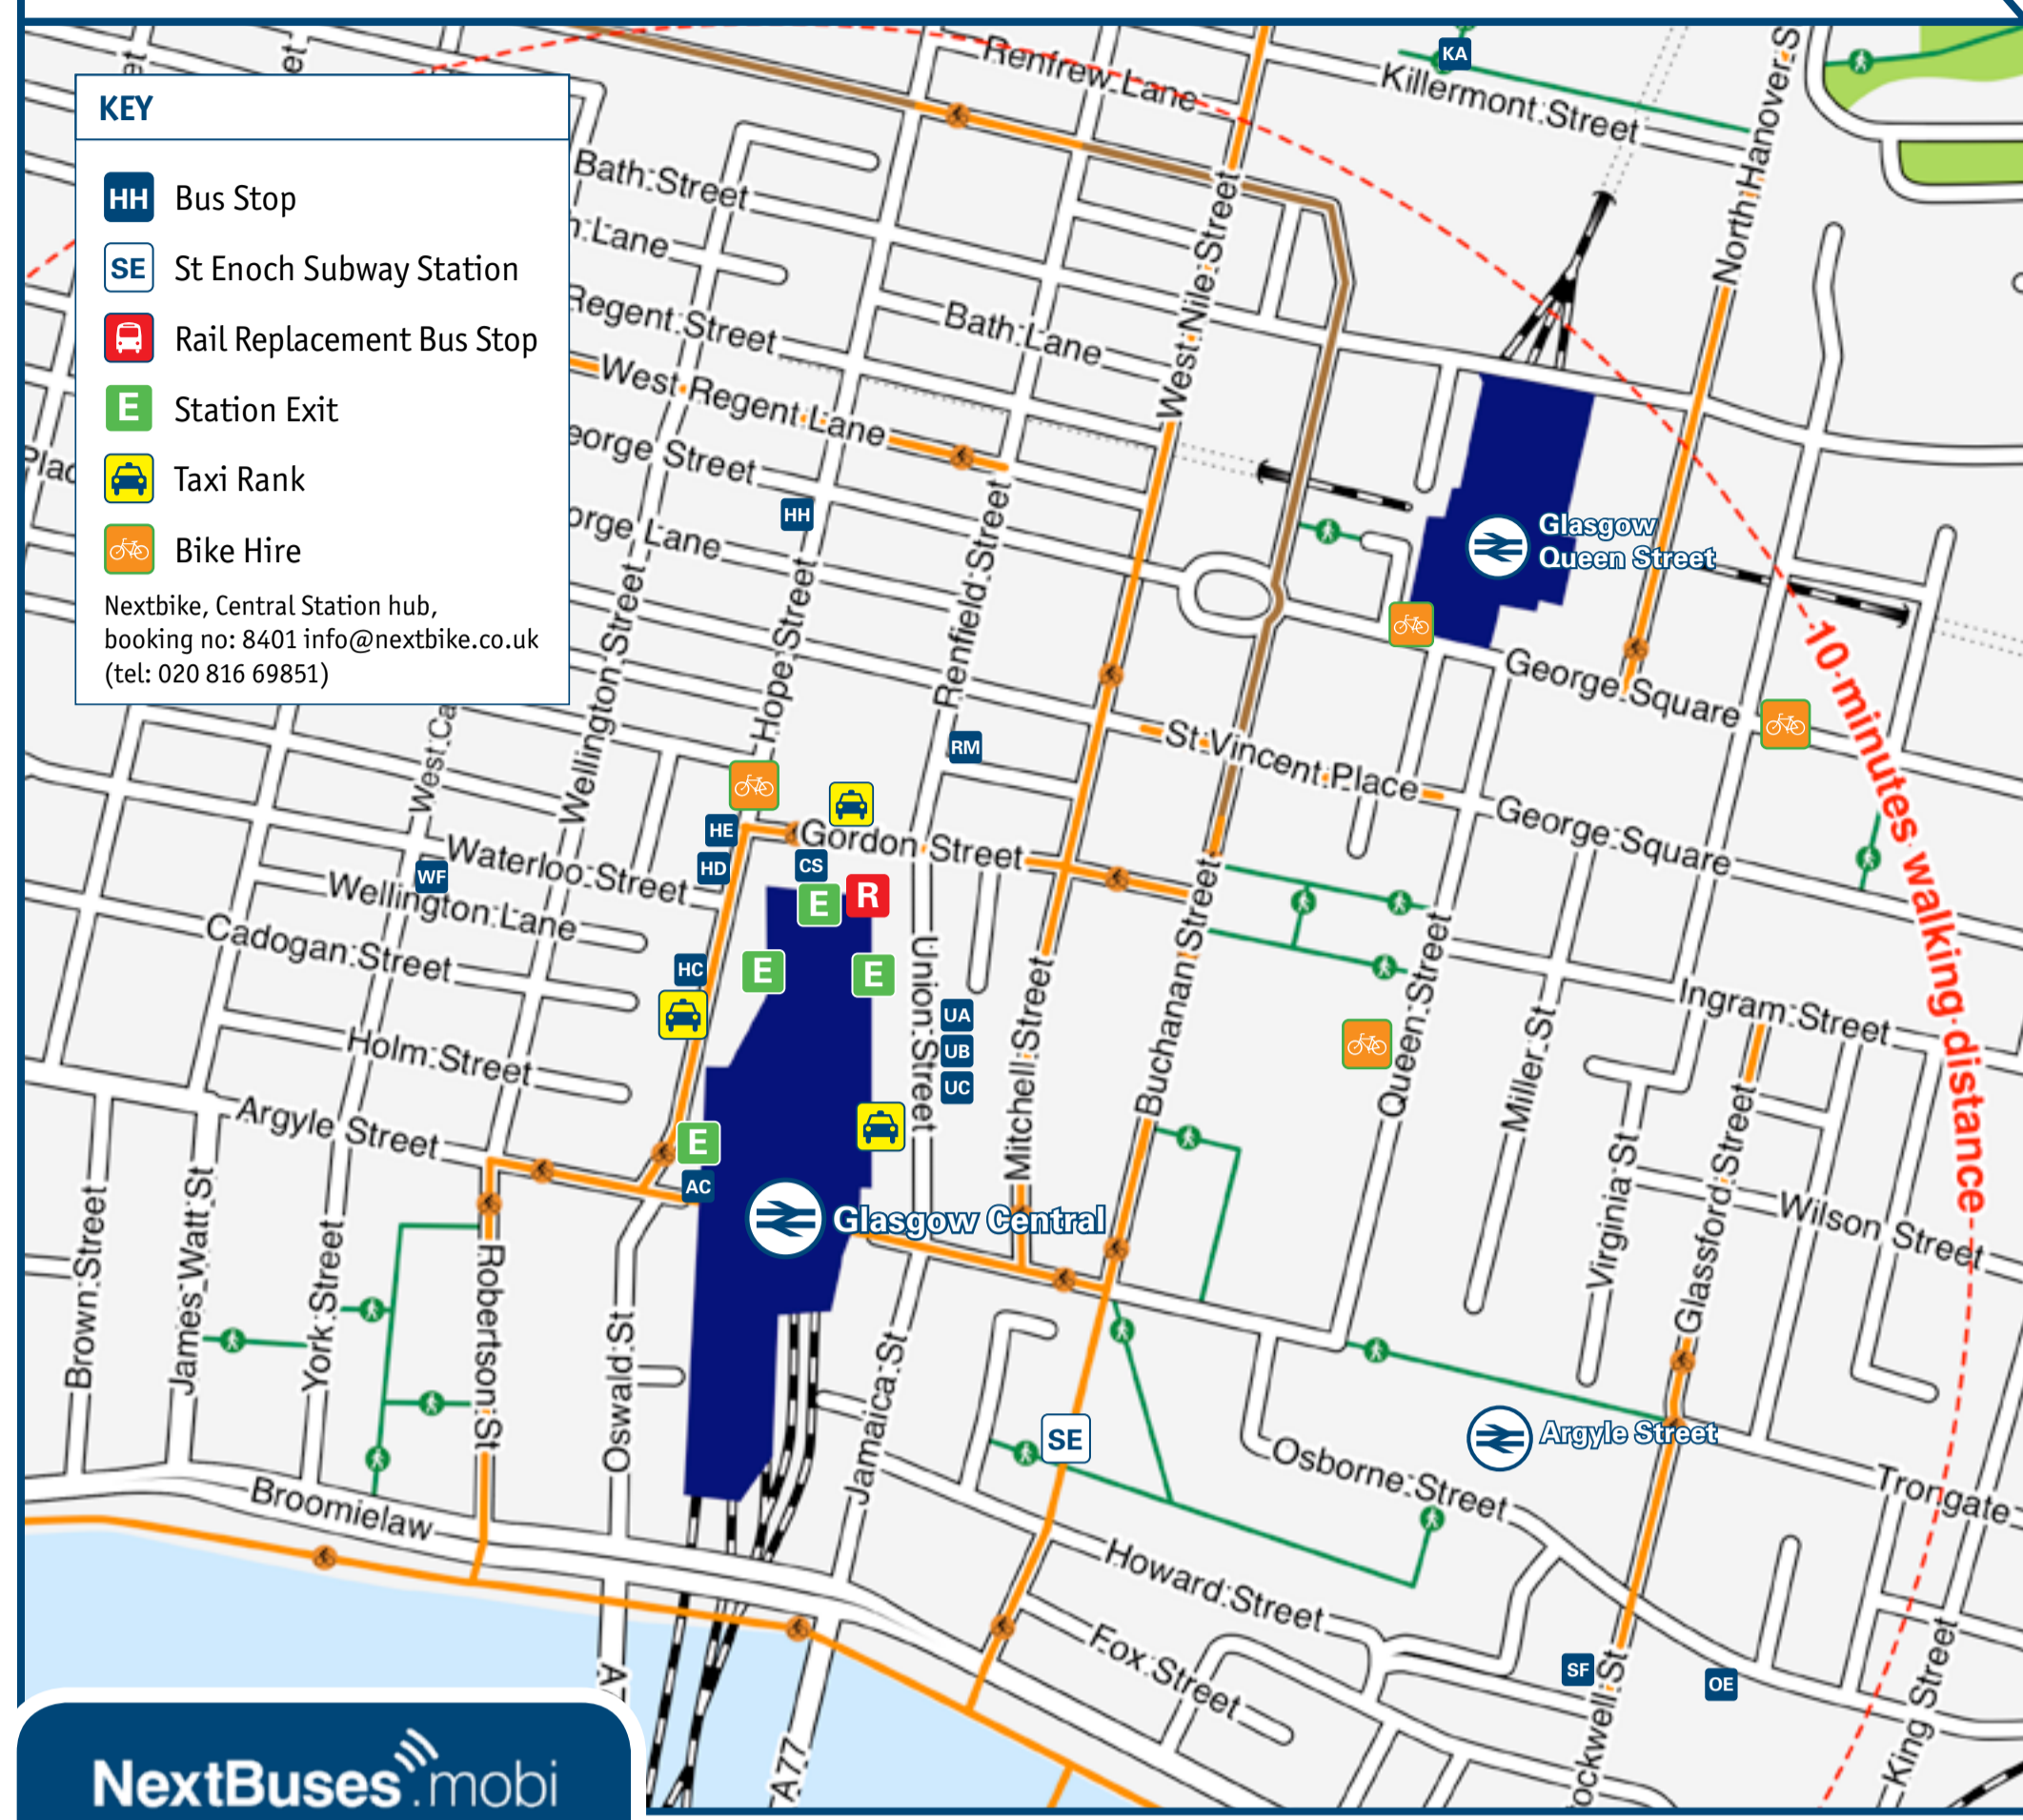 KEY
HH Bus Stop
SE St Enoch Subway Station
Rail Replacement Bus Stop
E Station Exit
Taxi Rank
Bike Hire
Nextbike, Central Station hub,
booking no: 8401 info@nextbike.co.uk
(tel: 020 816 69851)
Renfrew Lane
KA
Killermont Street
North Hanover S
Bath Street
Lane
Regent Street
Bath Lane
West Nile Street
West Regent Lane
eorge Street
Plac
HH
orge Lane
Renfield Street
Glasgow
Queen Street
Hope Street
Wellington Street
West Ca
George Square
10 minutes walking distance
RM
St Vincent Place
George Square
HE
Gordon Street
HD
CS
WF
Waterloo Street
Wellington Lane
E
R
Cadogan Street
HC
E
E
Union Street
UA
UB
UC
Mitchell Street
Buchanan Street
Queen Street
Miller St
Ingram Street
Holm Street
Argyle Street
E
AC
Glasgow Central
Virginia St
Glassford Street
Wilson Street
Brown Street
James Watt St
York Street
Robertson St
Oswald St
Jamaica St
SE
Argyle Street
Osborne Street
Trongate
Broomielaw
Howard Street
Fox Street
SF
OE
ockwell St
King Street
A7
A77
NextBuses.mobi